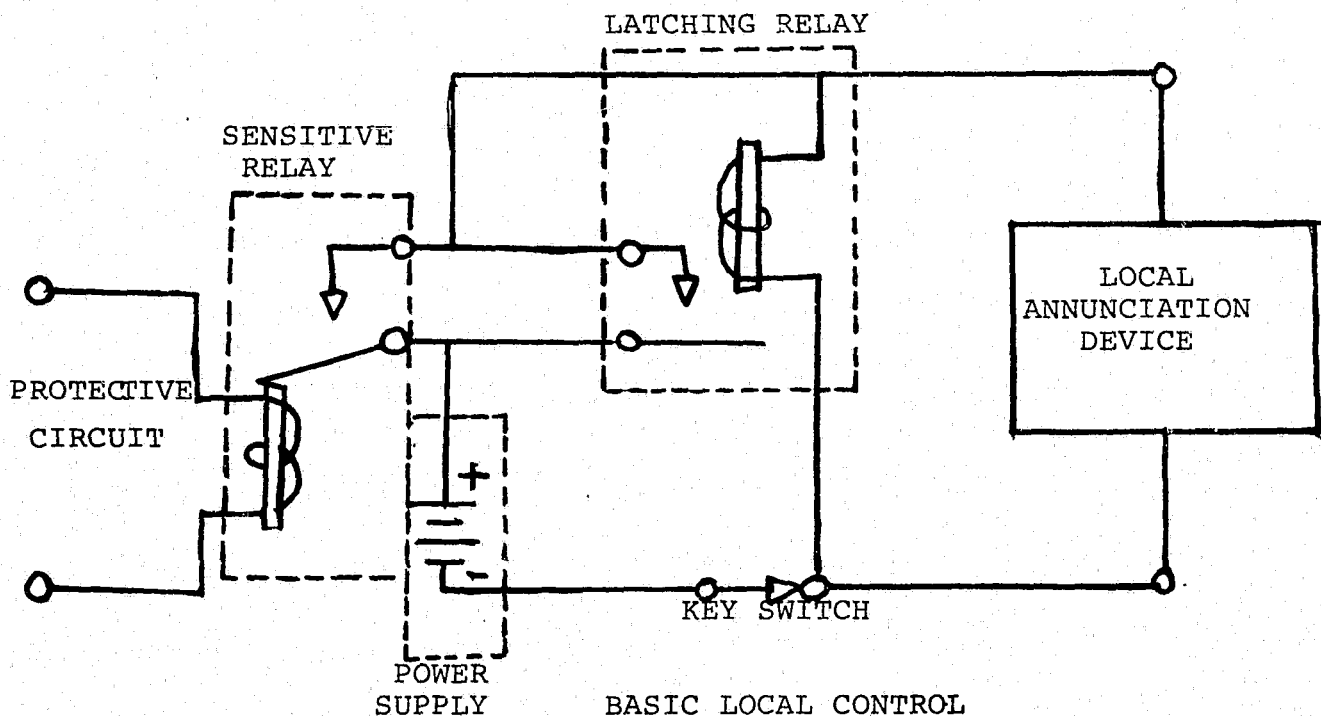 LATCHING RELAY
SENSITIVE
RELAY
LOCAL
ANNUNCIATION
DEVICE
PROTECTIVE
CIRCUIT
+
-
KEY SWITCH
POWER
SUPPLY
BASIC LOCAL CONTROL